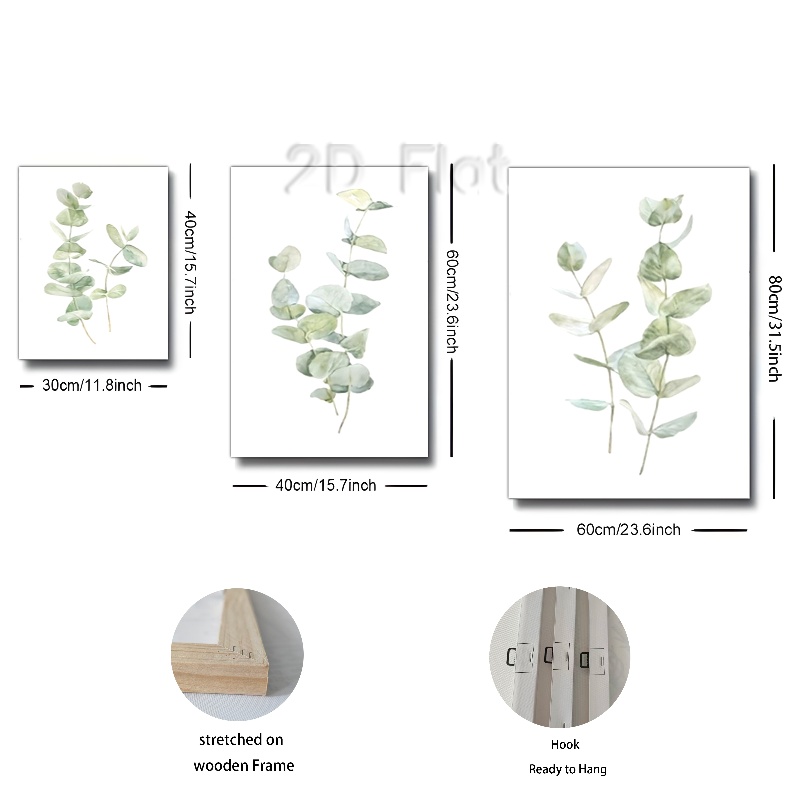 2D Flat
40cm/15.7inch
30cm/11.8inch
60cm/23.6inch
40cm/15.7inch
80cm/31.5inch
60cm/23.6inch
stretched on
wooden Frame
Hook
Ready to Hang